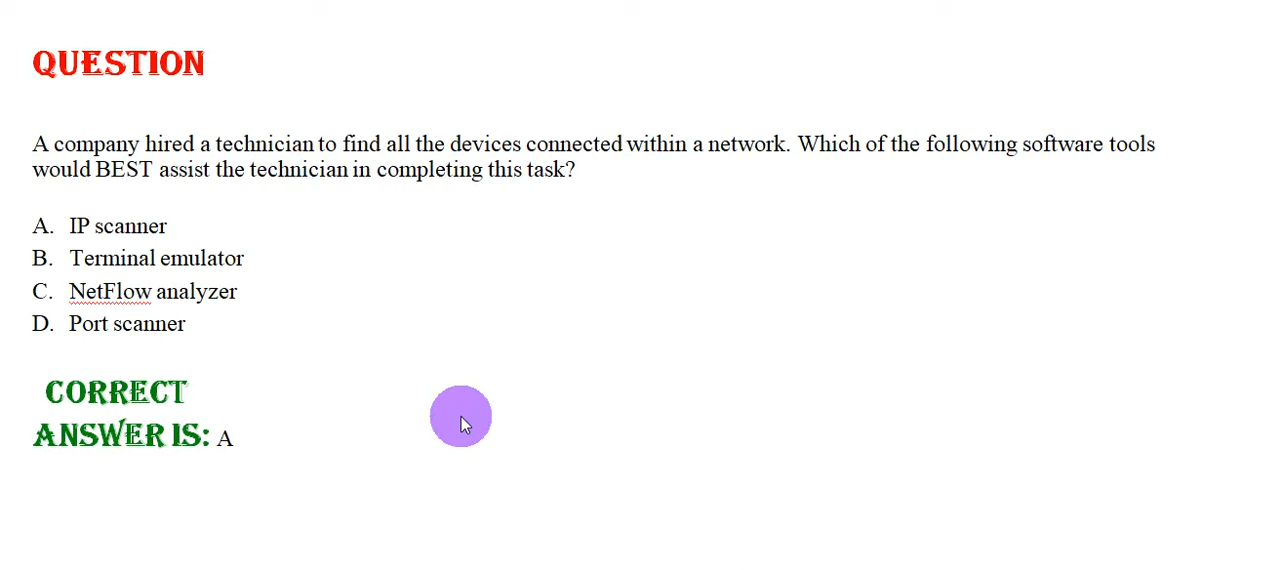 QUESTION
A company hired a technician to find all the devices connected within a network. Which of the following software tools
would BEST assist the technician in completing this task?
A. IP scanner
B. Terminal emulator
C. NetFlow analyzer
D. Port scanner
CORRECT
ANSWER IS: A